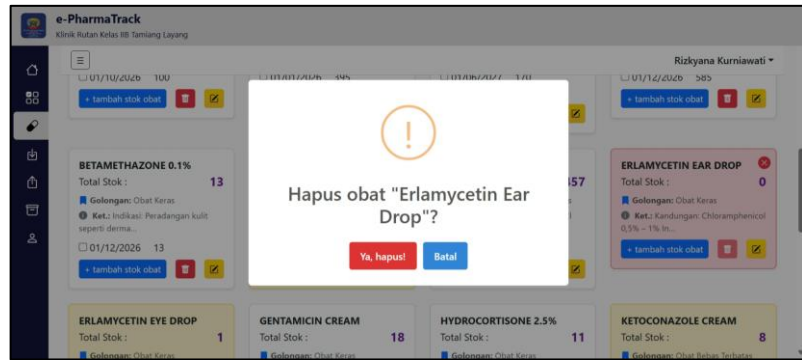 e-PharmaTrack
Klinik Rutan Kelas IIB Tamiang Layang
Rizkyana Kurniawati
01/10/2026 100
01/01/2026 395
01/06/2027 170
01/12/2026 585
+ tambah stok obat
+ tambah stok obat
BETAMETHAZONE 0.1%
Total Stok : 13
Golongan: Obat Keras
Ket.: Indikasi: Peradangan kulit
seperti derma...
01/12/2026 13
+ tambah stok obat
!
Hapus obat "Erlamycetin Ear
Drop"?
Ya, hapus!
Batal
457
ERLAMYCETIN EAR DROP
Total Stok : 0
Golongan: Obat Keras
Ket.: Kandungan: Chloramphenicol
0,5% – 1% In...
+ tambah stok obat
ERLAMYCETIN EYE DROP
Total Stok : 1
Golongan: Obat Keras
GENTAMICIN CREAM
Total Stok : 18
Golongan: Obat Keras
HYDROCORTISONE 2.5%
Total Stok : 11
Golongan: Obat Keras
KETOCONAZOLE CREAM
Total Stok : 8
Golongan: Obat Bebas Terbatas